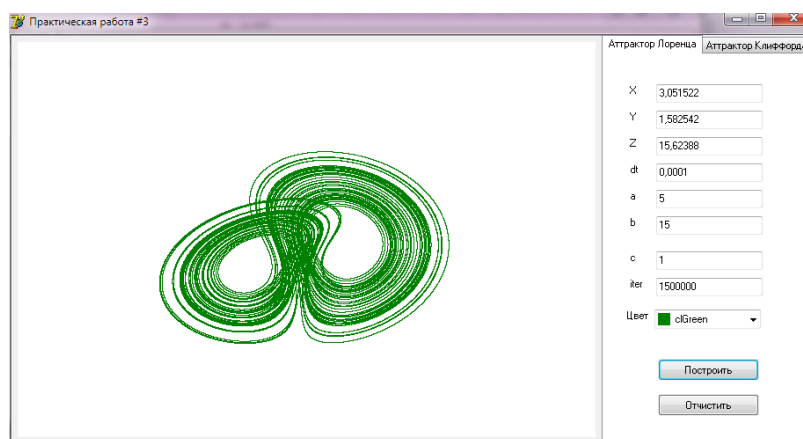 Практическая работа #3
Аттрактор Лоренца Аттрактор Клиффорда
X 3,051522
Y 1,582542
Z 15,62388
dt 0,0001
a 5
b 15
c 1
iter 1500000
Цвет clGreen
Построить
Отчистить